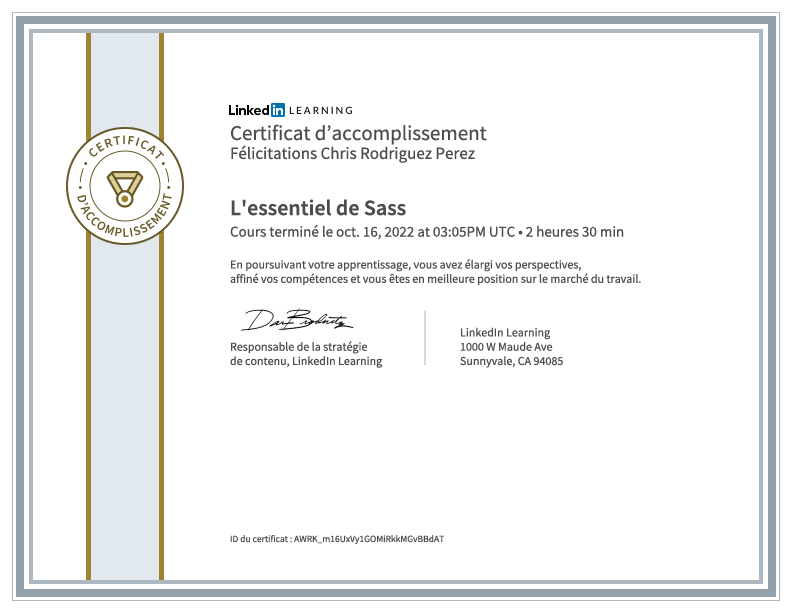 CERTIFICAT
D'ACCOMPLISSEMENT
Linked in LEARNING
Certificat d’accomplissement
Félicitations Chris Rodriguez Perez
L'essentiel de Sass
Cours terminé le oct. 16, 2022 at 03:05PM UTC • 2 heures 30 min
En poursuivant votre apprentissage, vous avez élargi vos perspectives,
affiné vos compétences et vous êtes en meilleure position sur le marché du travail.
Responsable de la stratégie
de contenu, LinkedIn Learning
LinkedIn Learning
1000 W Maude Ave
Sunnyvale, CA 94085
ID du certificat : AWRK_m16UxVy1GOMiRkkMGvBBdAT